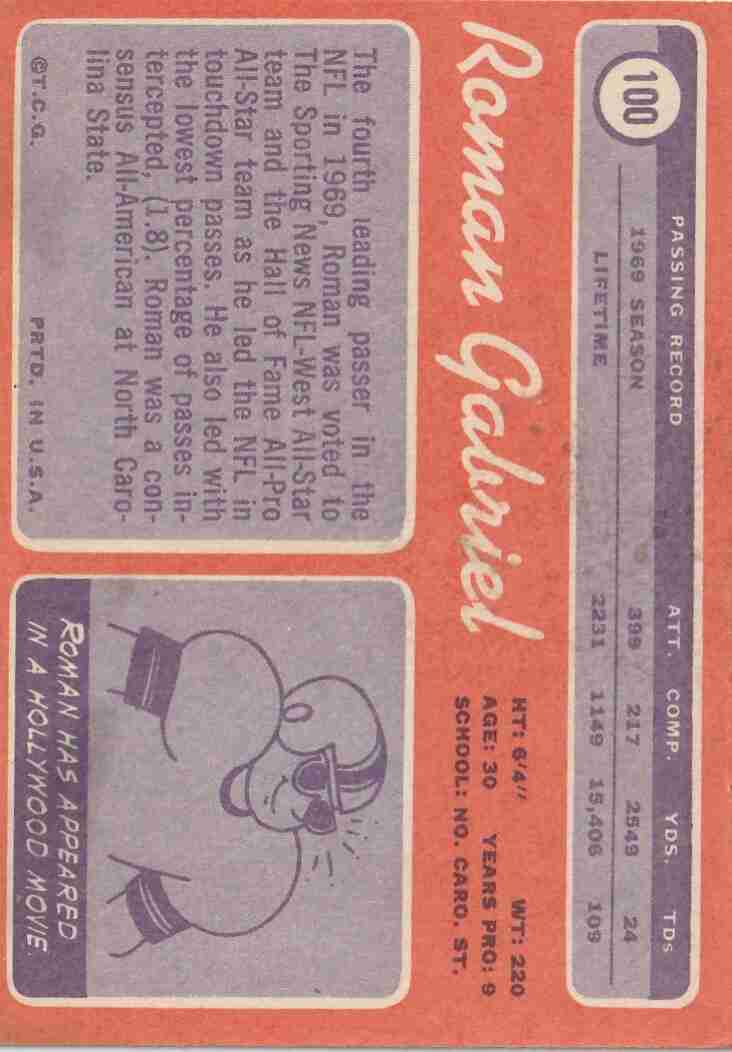 100
PASSING RECORD ATT. COMP. YDS. TDS
1969 SEASON 399 217 2549 24
LIFETIME 2231 1149 15,406 109
Roman Gabriel
HT: 6'4" WT: 220
AGE: 30 YEARS PRO: 9
SCHOOL: NO. CARO. ST.
The fourth leading passer in the
NFL in 1969, Roman was voted to
The Sporting News NFL-West All-Star
team and the Hall of Fame All-Pro
All-Star team as he led the NFL in
touchdown passes. He also led with
the lowest percentage of passes in-
tercepted, (1.8). Roman was a con-
sensus All-American at North Caro-
lina State.
©T.C.G. PRTD. IN U.S.A.
ROMAN HAS APPEARED
IN A HOLLYWOOD MOVIE.